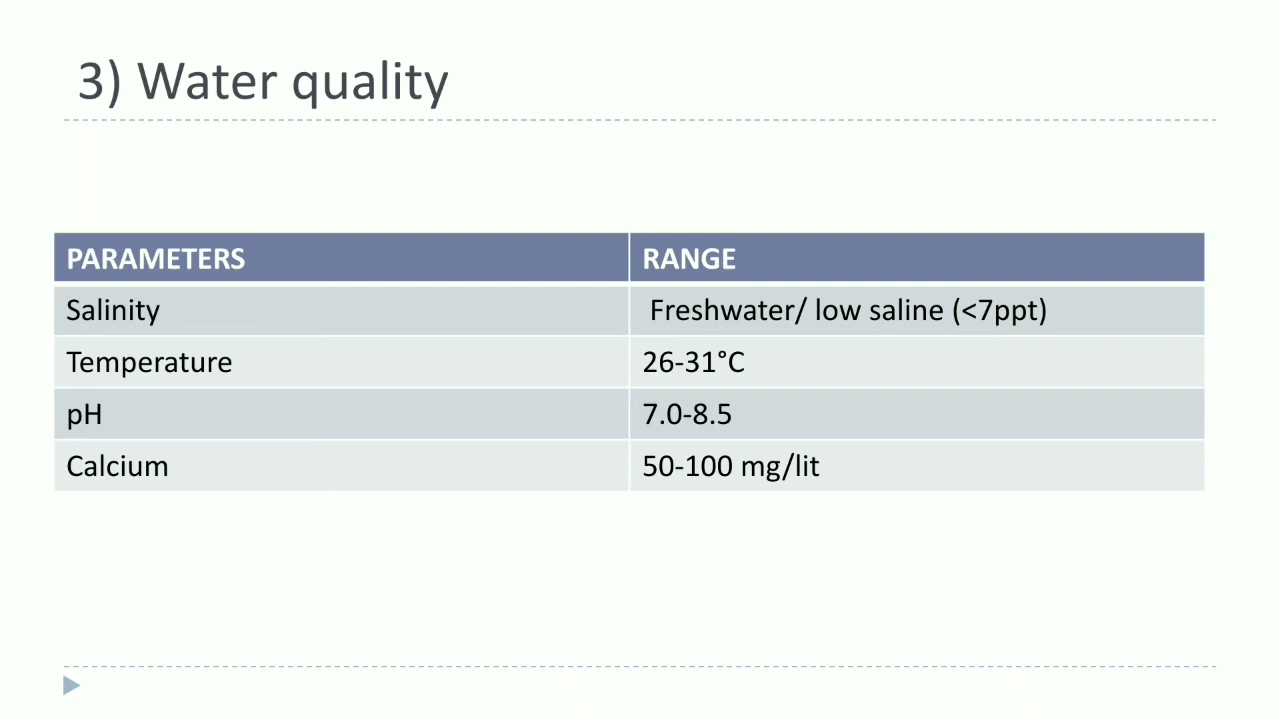 3) Water quality
PARAMETERS RANGE
Salinity Freshwater/ low saline (<7ppt)
Temperature 26-31°C
pH 7.0-8.5
Calcium 50-100 mg/lit